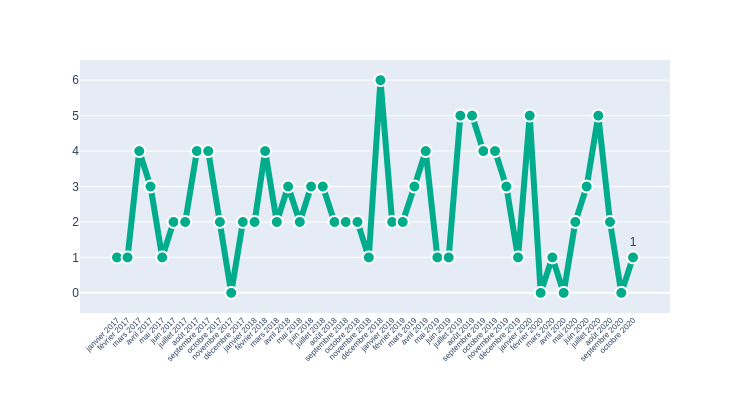 6
5
4
3
2
1
0
1
janvier 2017
février 2017
mars 2017
avril 2017
mai 2017
juin 2017
juillet 2017
août 2017
septembre 2017
octobre 2017
novembre 2017
décembre 2017
janvier 2018
février 2018
mars 2018
avril 2018
mai 2018
juin 2018
juillet 2018
août 2018
septembre 2018
octobre 2018
novembre 2018
décembre 2018
janvier 2019
février 2019
mars 2019
avril 2019
mai 2019
juin 2019
juillet 2019
août 2019
septembre 2019
octobre 2019
novembre 2019
décembre 2019
janvier 2020
février 2020
mars 2020
avril 2020
mai 2020
juin 2020
juillet 2020
août 2020
septembre 2020
octobre 2020